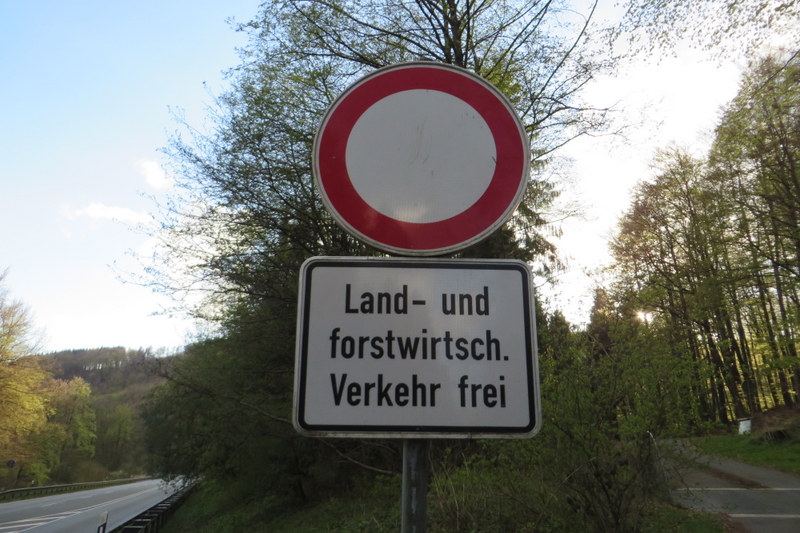 Land- und
forstwirtsch.
Verkehr frei